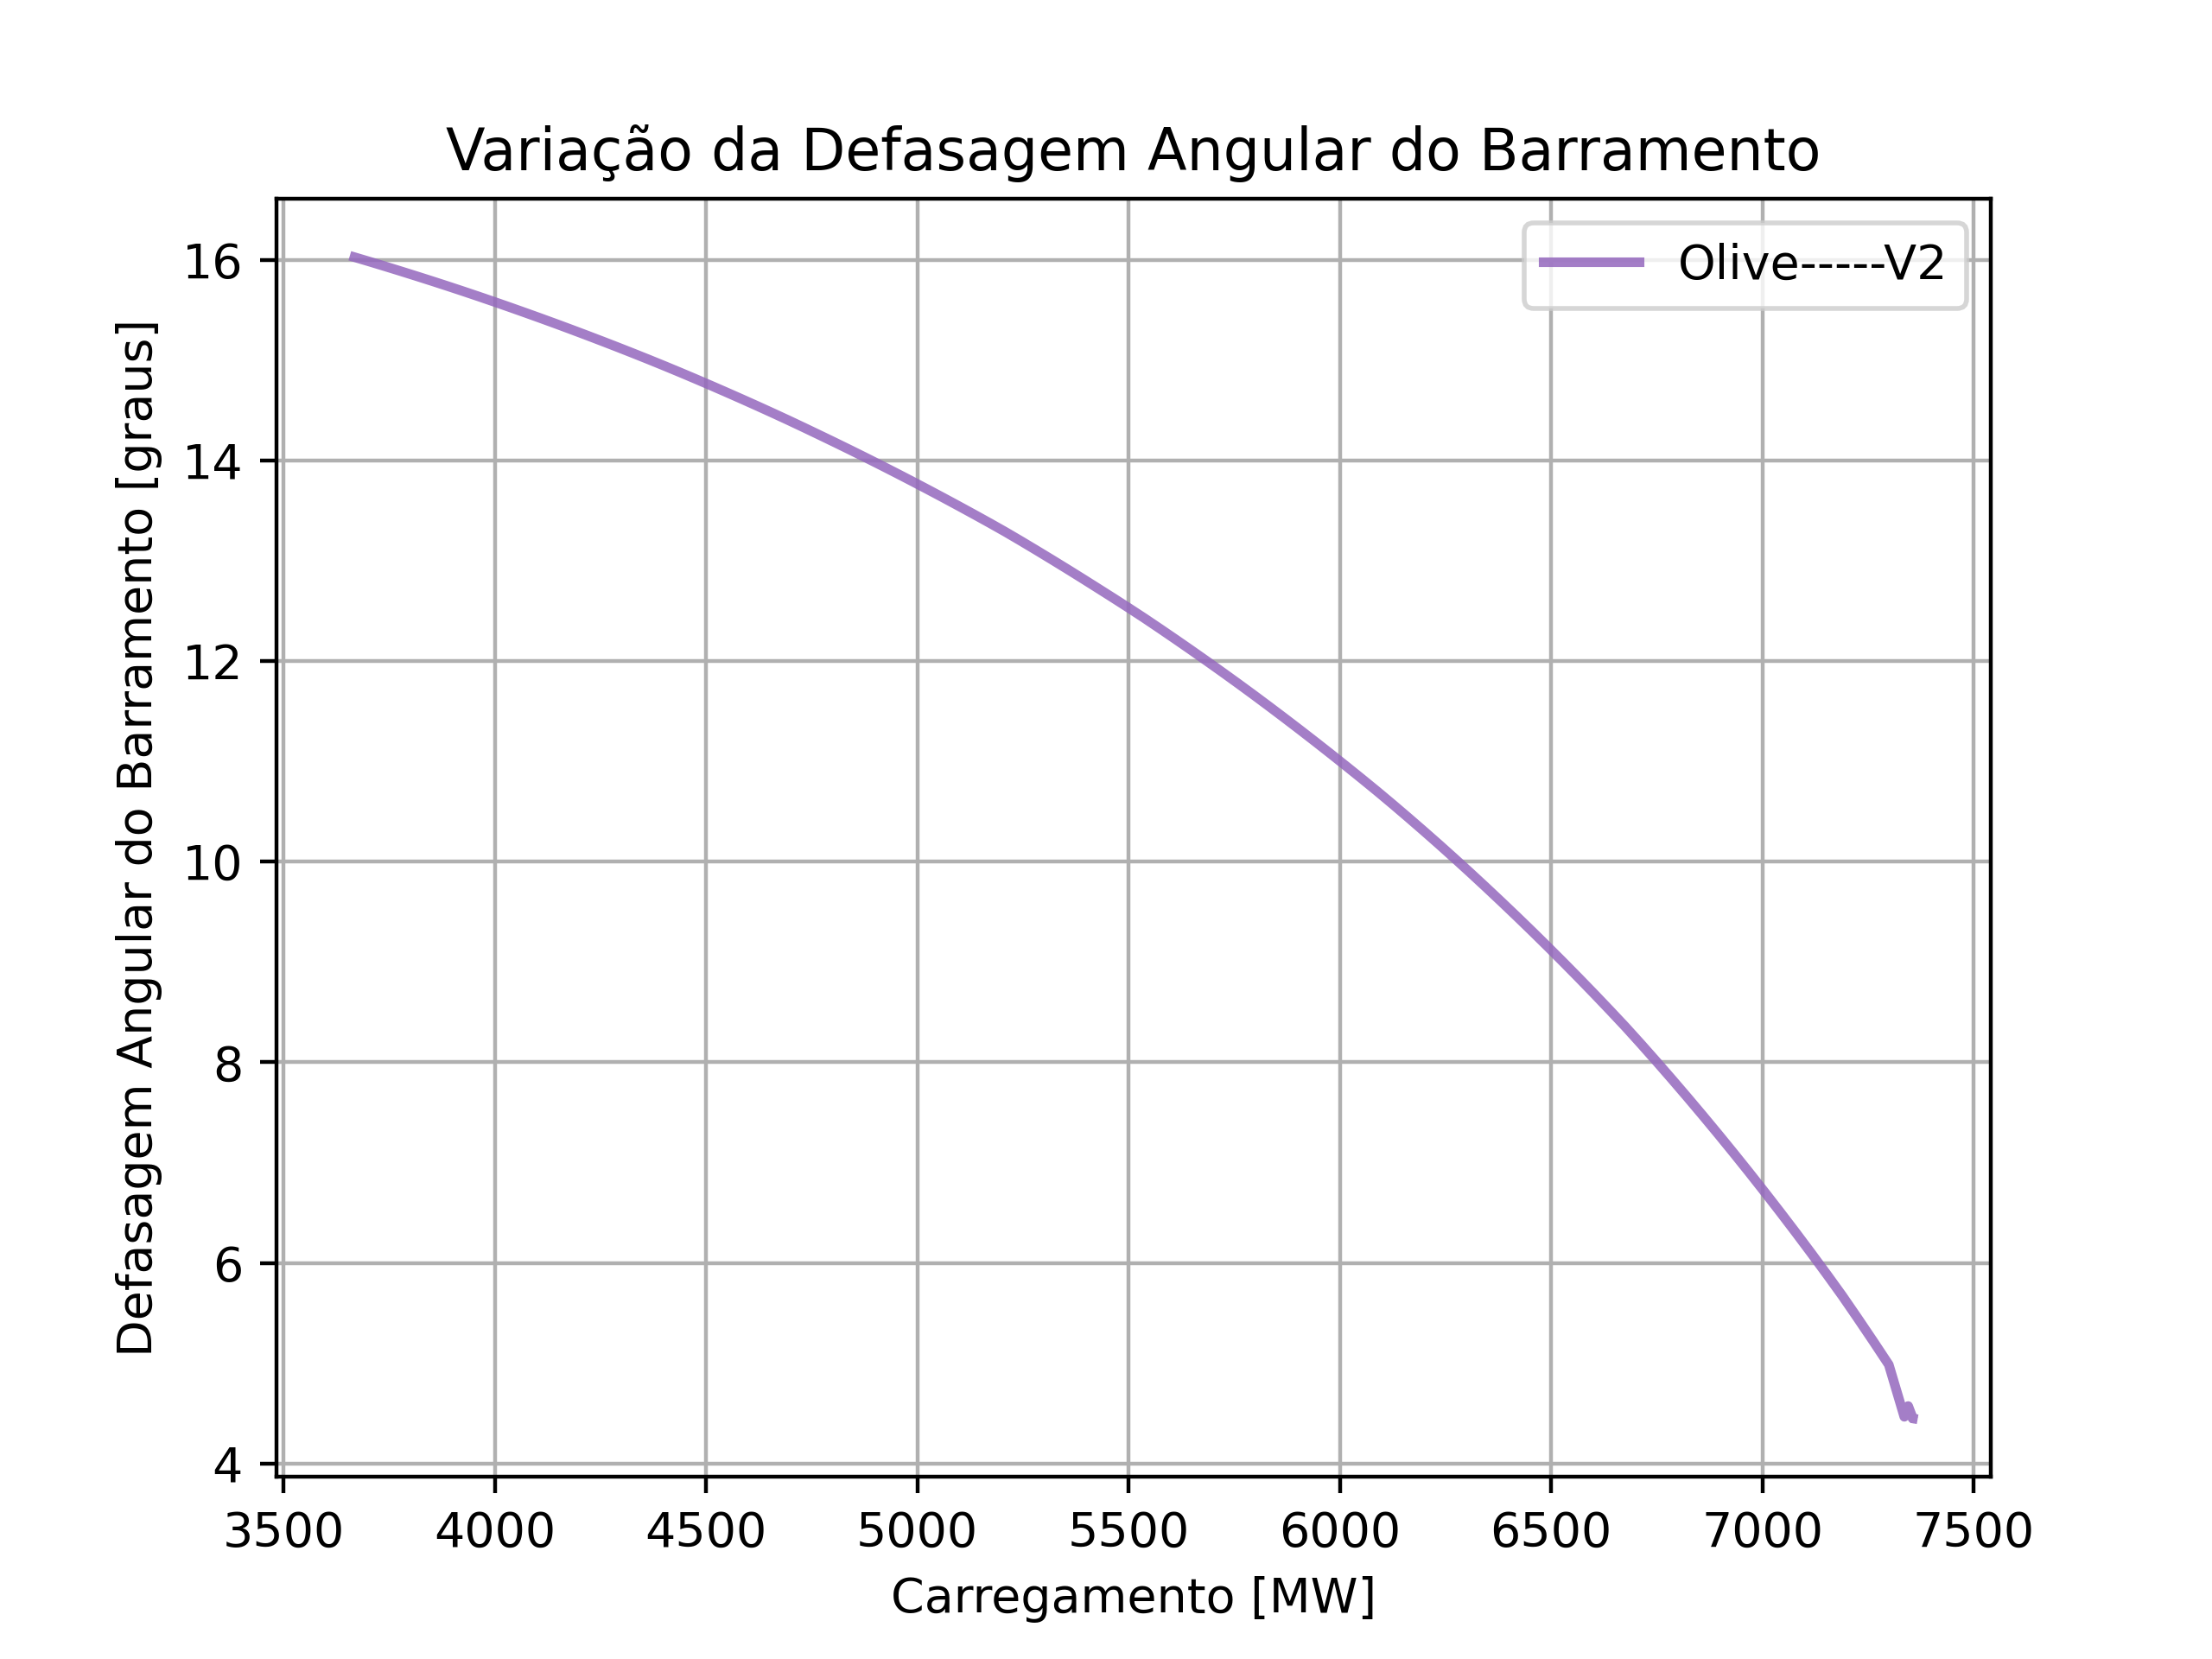 Variação da Defasagem Angular do Barramento
Olive-----V2
Defasagem Angular do Barramento [graus]
16
14
12
10
8
6
4
3500 4000 4500 5000 5500 6000 6500 7000 7500
Carregamento [MW]